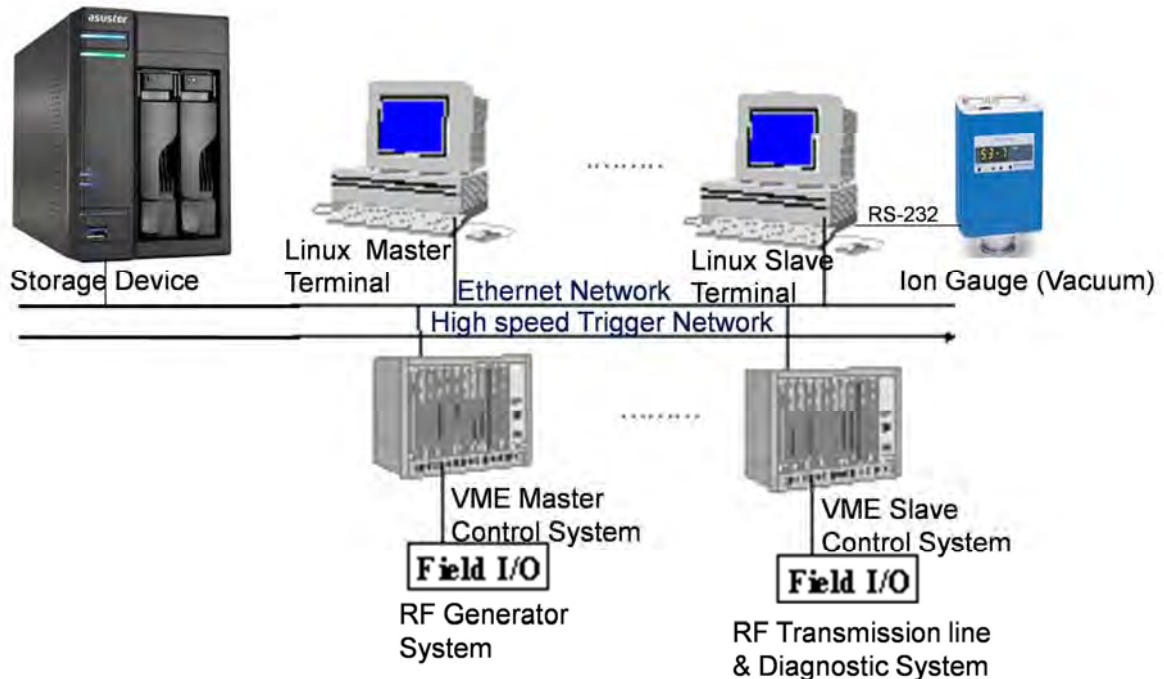 asustor
53-7
RS-232
Linux Master
Terminal
Linux Slave
Terminal
Storage Device
Ion Gauge (Vacuum)
Ethernet Network
High speed Trigger Network
VME Master
Control System
VME Slave
Control System
Field I/O
Field I/O
RF Generator
System
RF Transmission line
& Diagnostic System